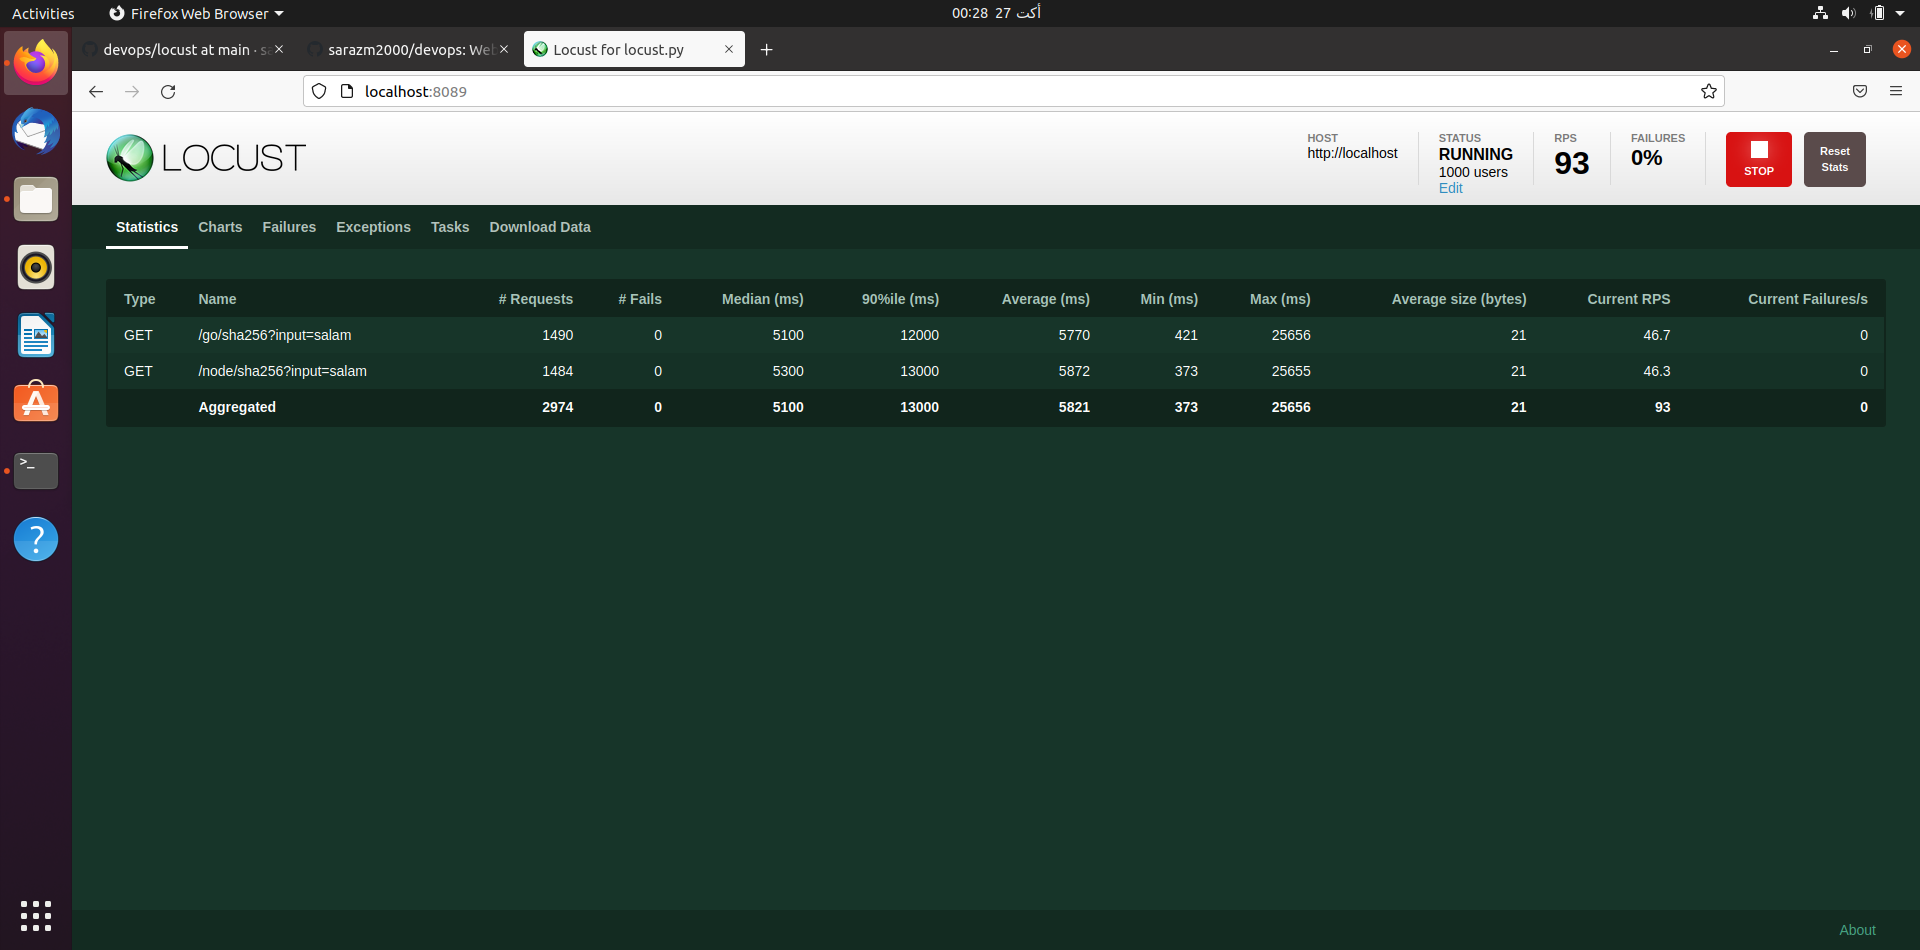 Activities Firefox Web Browser 00:28 27 أكت
devops/locust at main · sa sarazm2000/devops: Web Locust for locust.py
localhost:8089
LOCUST
HOST
http://localhost
STATUS
RUNNING
1000 users
Edit
RPS
93
FAILURES
0%
STOP
Reset
Stats
Statistics Charts Failures Exceptions Tasks Download Data
Type Name # Requests # Fails Median (ms) 90%ile (ms) Average (ms) Min (ms) Max (ms) Average size (bytes) Current RPS Current Failures/s
GET /go/sha256?input=salam 1490 0 5100 12000 5770 421 25656 21 46.7 0
GET /node/sha256?input=salam 1484 0 5300 13000 5872 373 25655 21 46.3 0
Aggregated 2974 0 5100 13000 5821 373 25656 21 93 0
About